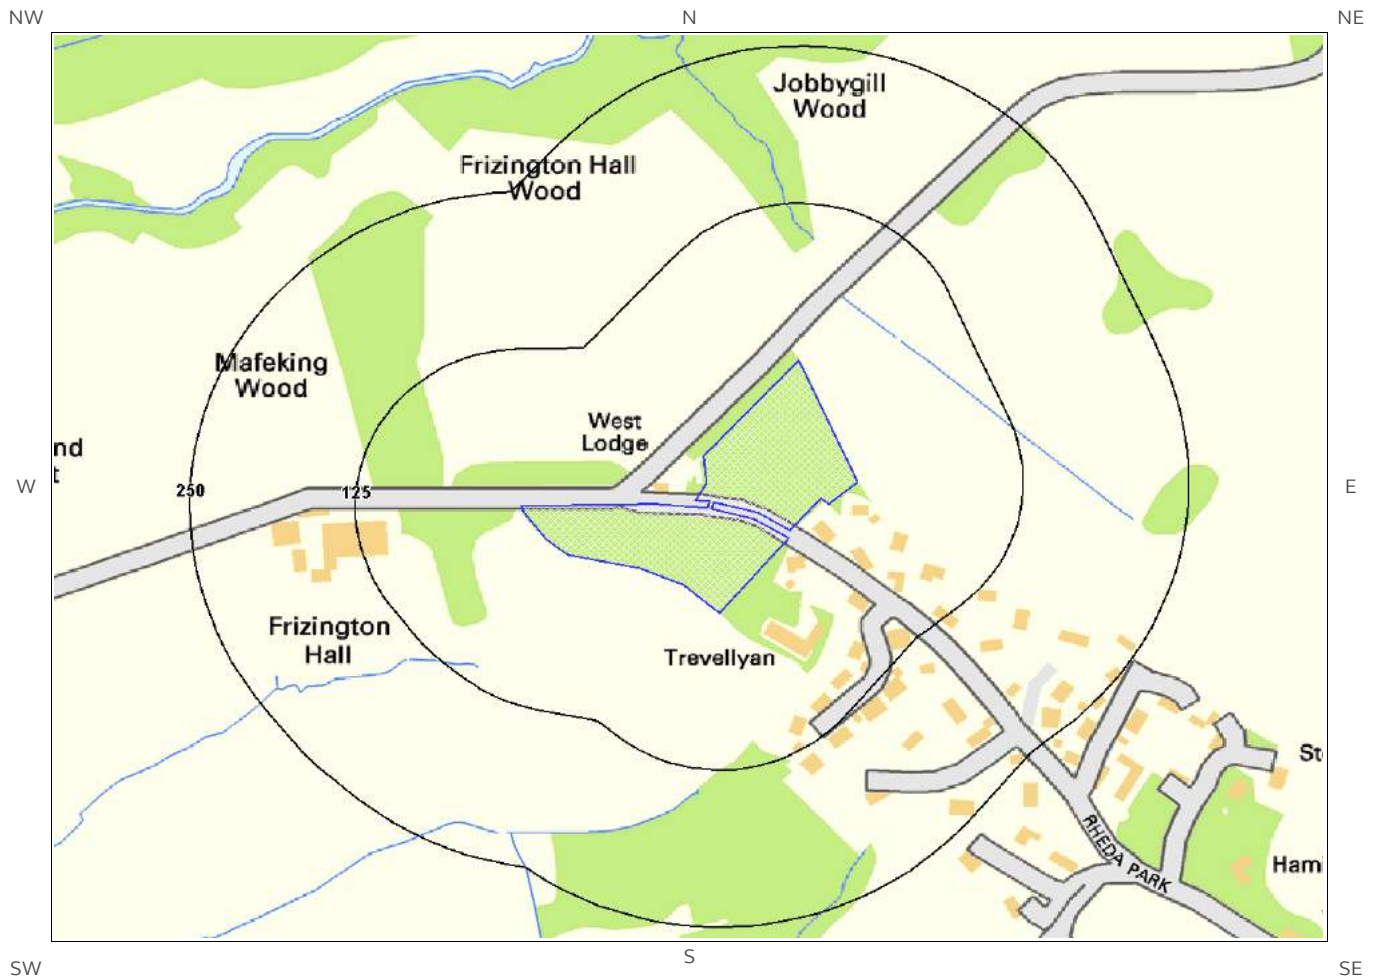 NW
N
NE
Jobbygill
Wood
Frizington Hall
Wood
Mafeking
Wood
West
Lodge
nd
t
W
250
125
E
Frizington
Hall
Trevellyan
St
RHEDA PARK
Ham
SW
S
SE